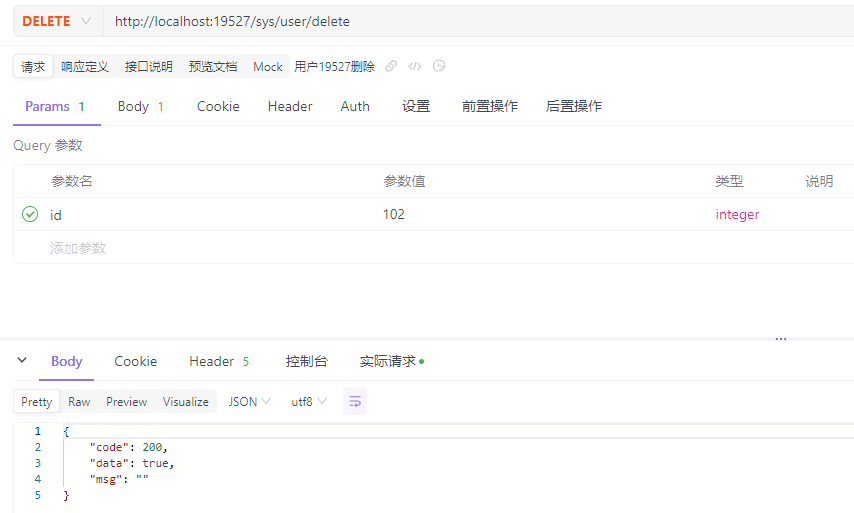 DELETE http://localhost:19527/sys/user/delete
请求 响应定义 接口说明 预览文档 Mock 用户19527删除
Params 1 Body 1 Cookie Header Auth 设置 前置操作 后置操作
Query 参数
参数名 参数值 类型 说明
id 102 integer
添加参数
Body Cookie Header 5 控制台 实际请求
Pretty Raw Preview Visualize JSON utf8
1 {
2 "code": 200,
3 "data": true,
4 "msg": ""
5 }